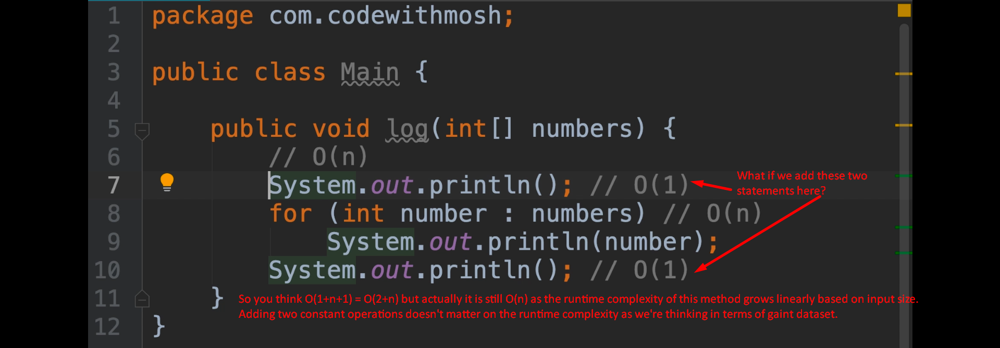 1 package com.codewithmosh;
2
3 public class Main {
4
5 public void log(int[] numbers) {
6 // O(n)
7 System.out.println(); // O(1)
What if we add these two
statements here?
8 for (int number : numbers) // O(n)
9 System.out.println(number);
10 System.out.println(); // O(1)
11 }
So you think O(1+n+1) = O(2+n) but actually it is still O(n) as the runtime complexity of this method grows linearly based on input size.
Adding two constant operations doesn't matter on the runtime complexity as we're thinking in terms of gaint dataset.
12 }